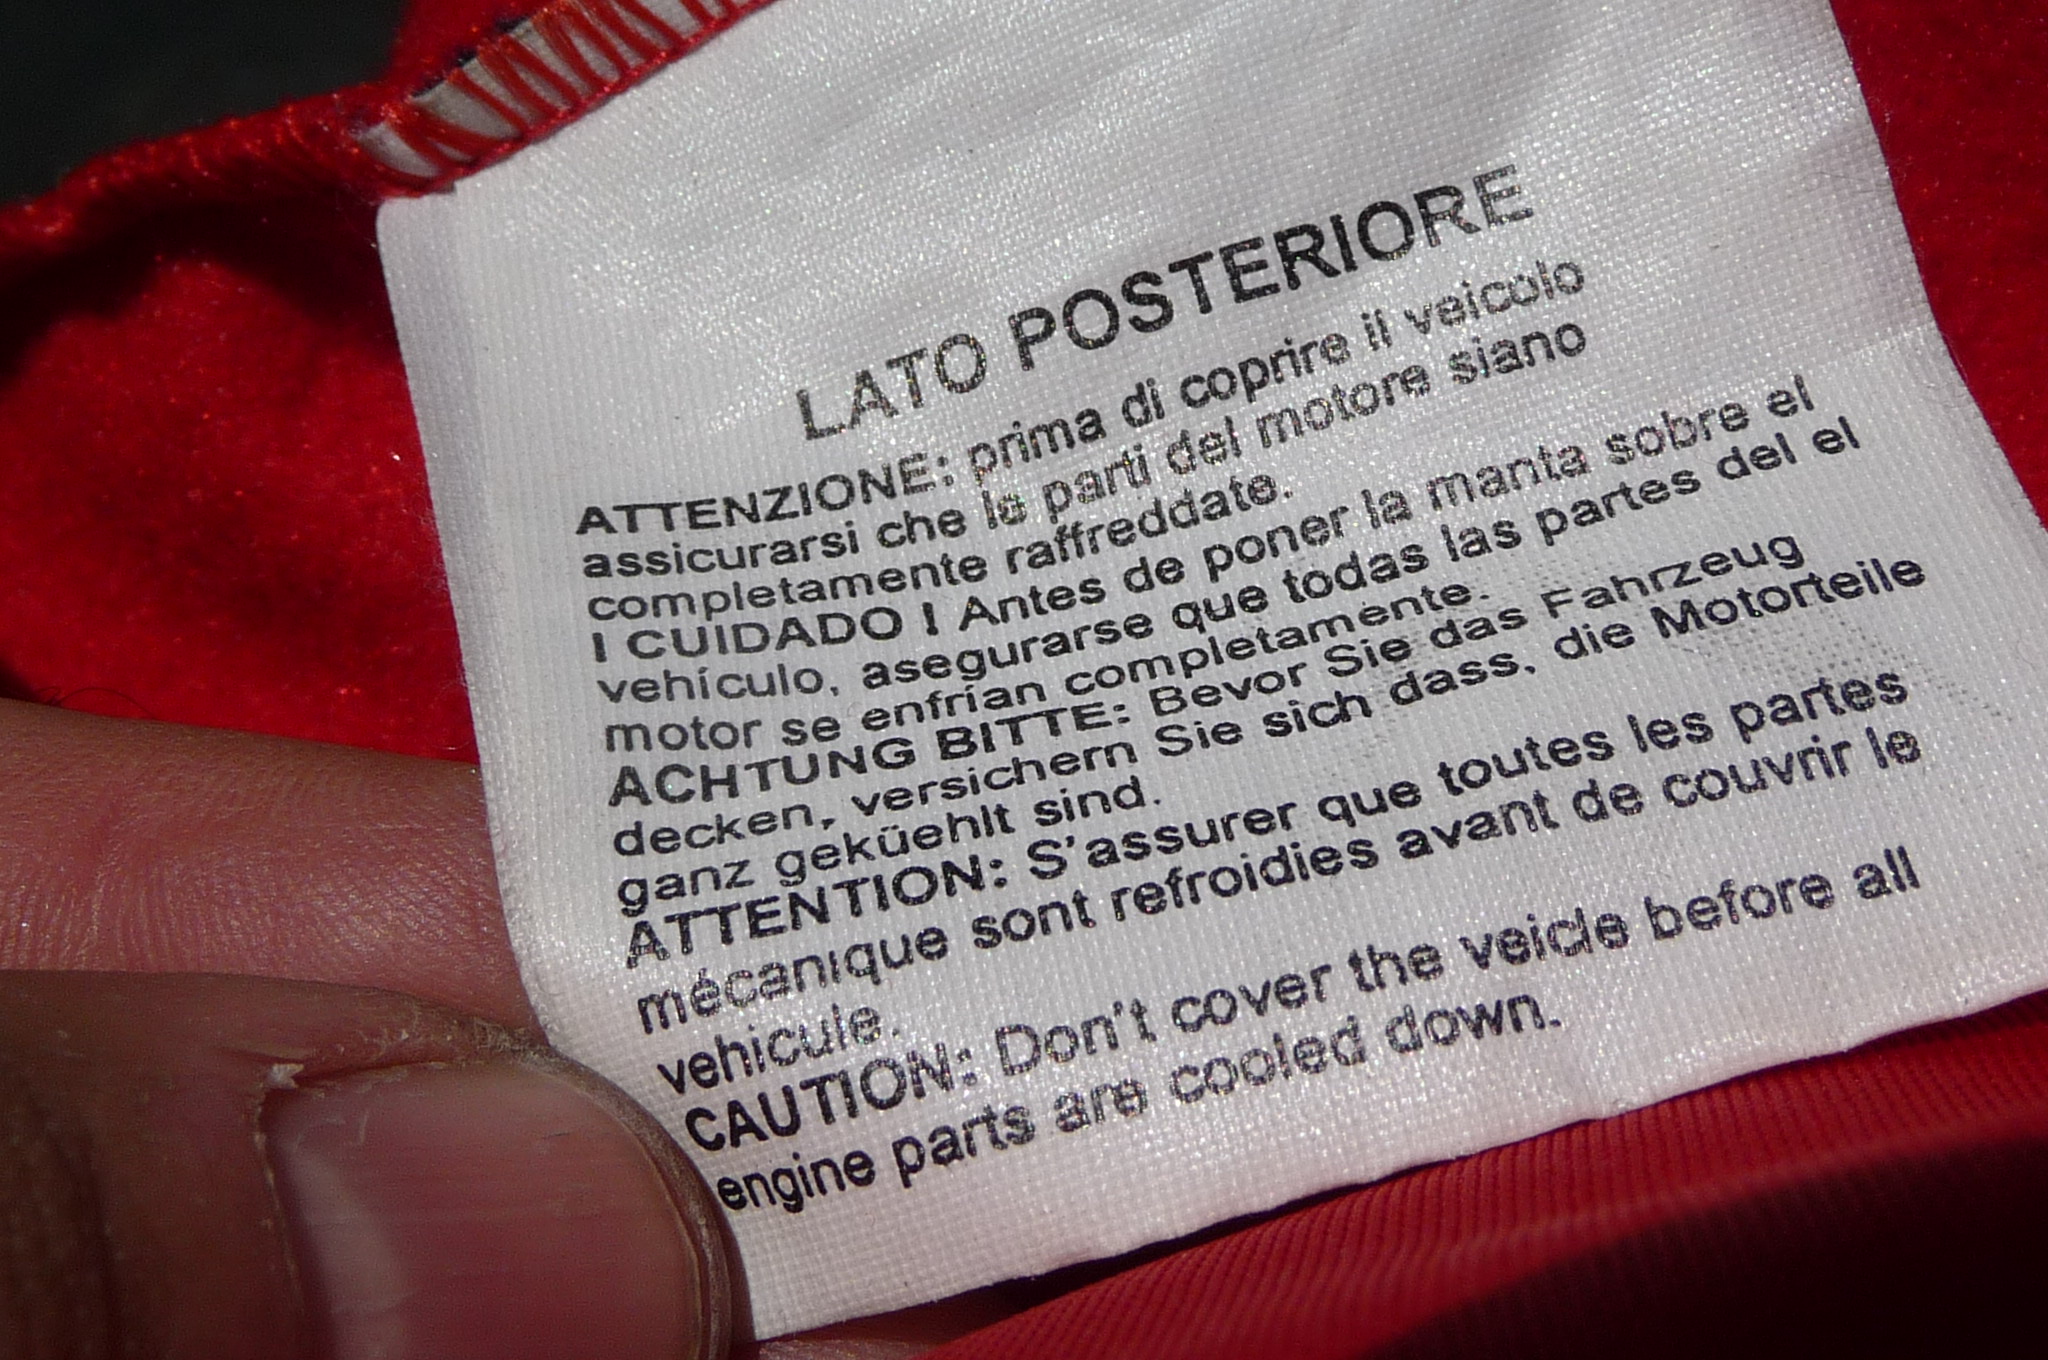 LATO POSTERIORE
ATTENZIONE: prima di coprire il veicolo
assicurarsi che le parti del motore siano
completamente raffreddate.
! CUIDADO ! Antes de poner la manta sobre el
vehículo, asegurarse que todas las partes del el
motor se enfrían completamente.
ACHTUNG BITTE: Bevor Sie das Fahrzeug
decken, versichern Sie sich dass, die Motorteile
ganz geküehlt sind.
ATTENTION: S'assurer que toutes les partes
mécanique sont refroidies avant de couvrir le
vehicule.
CAUTION: Don't cover the veicle before all
engine parts are cooled down.